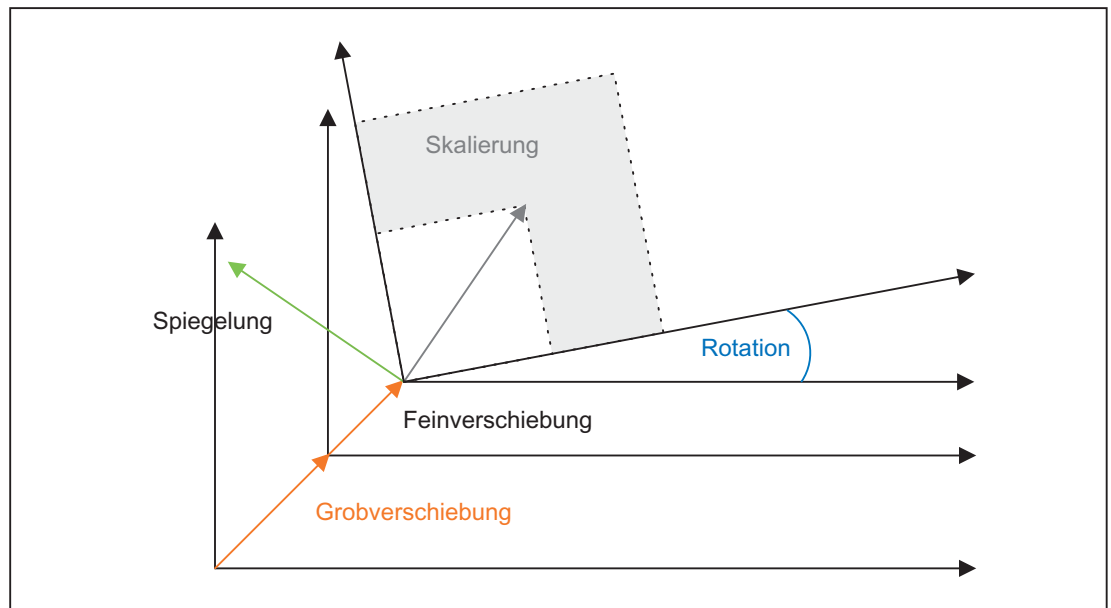 Skalierung
Spiegelung
Rotation
Feinverschiebung
Grobverschiebung